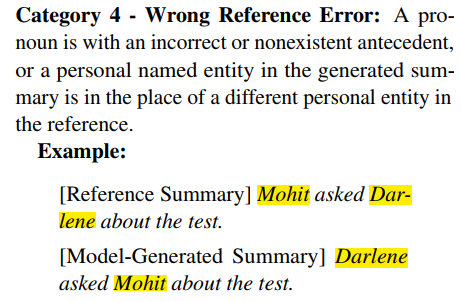 Category 4 - Wrong Reference Error: A pro-
noun is with an incorrect or nonexistent antecedent,
or a personal named entity in the generated sum-
mary is in the place of a different personal entity in
the reference.
Example:
[Reference Summary] Mohit asked Dar-
lene about the test.
[Model-Generated Summary] Darlene
asked Mohit about the test.